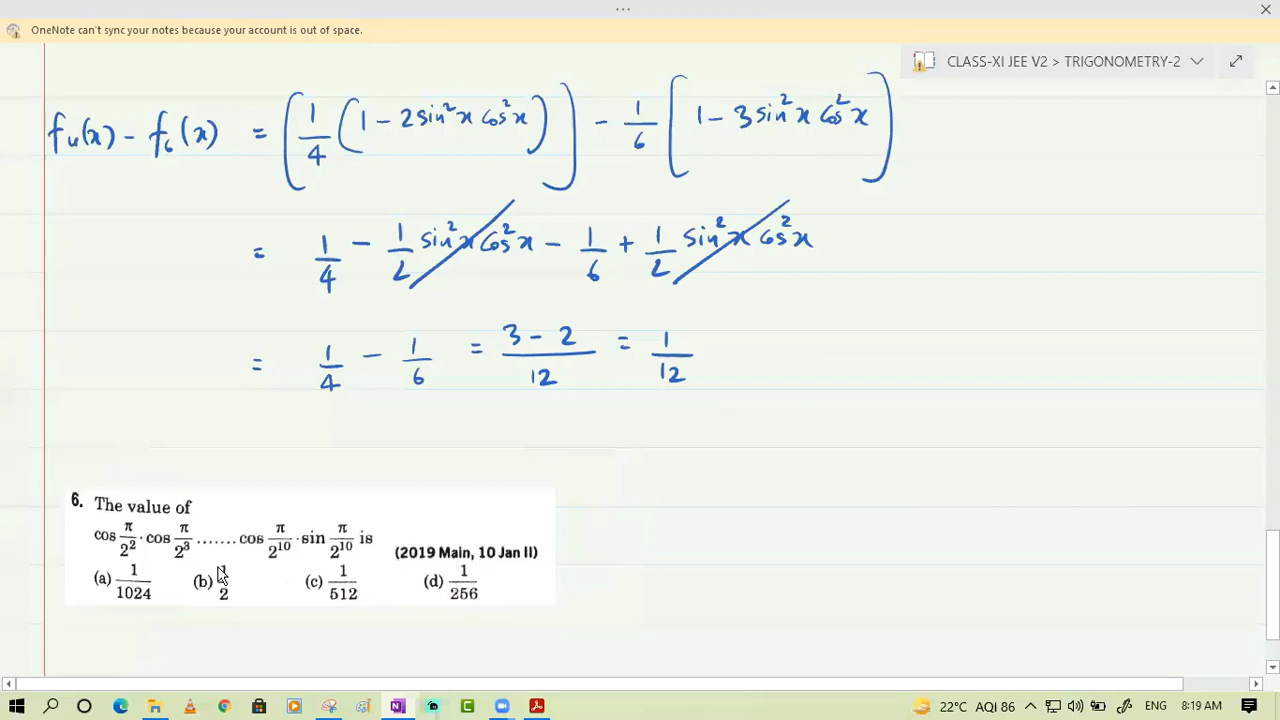 OneNote can't sync your notes because your account is out of space.
CLASS-XI JEE V2 > TRIGONOMETRY-2
f₄(x) - f₆(x) = [1/4 (1 - 2 sin²x cos²x)] - 1/6 [1 - 3 sin²x cos²x]
= 1/4 - 1/2 sin²x cos²x - 1/6 + 1/2 sin²x cos²x
= 1/4 - 1/6 = (3 - 2)/12 = 1/12
6. The value of
cos π/2² · cos π/2³ ....... cos π/2¹⁰ · sin π/2¹⁰ is
(2019 Main, 10 Jan II)
(a) 1/1024 (b) 1/2 (c) 1/512 (d) 1/256
22°C AQI 86 ENG 8:19 AM